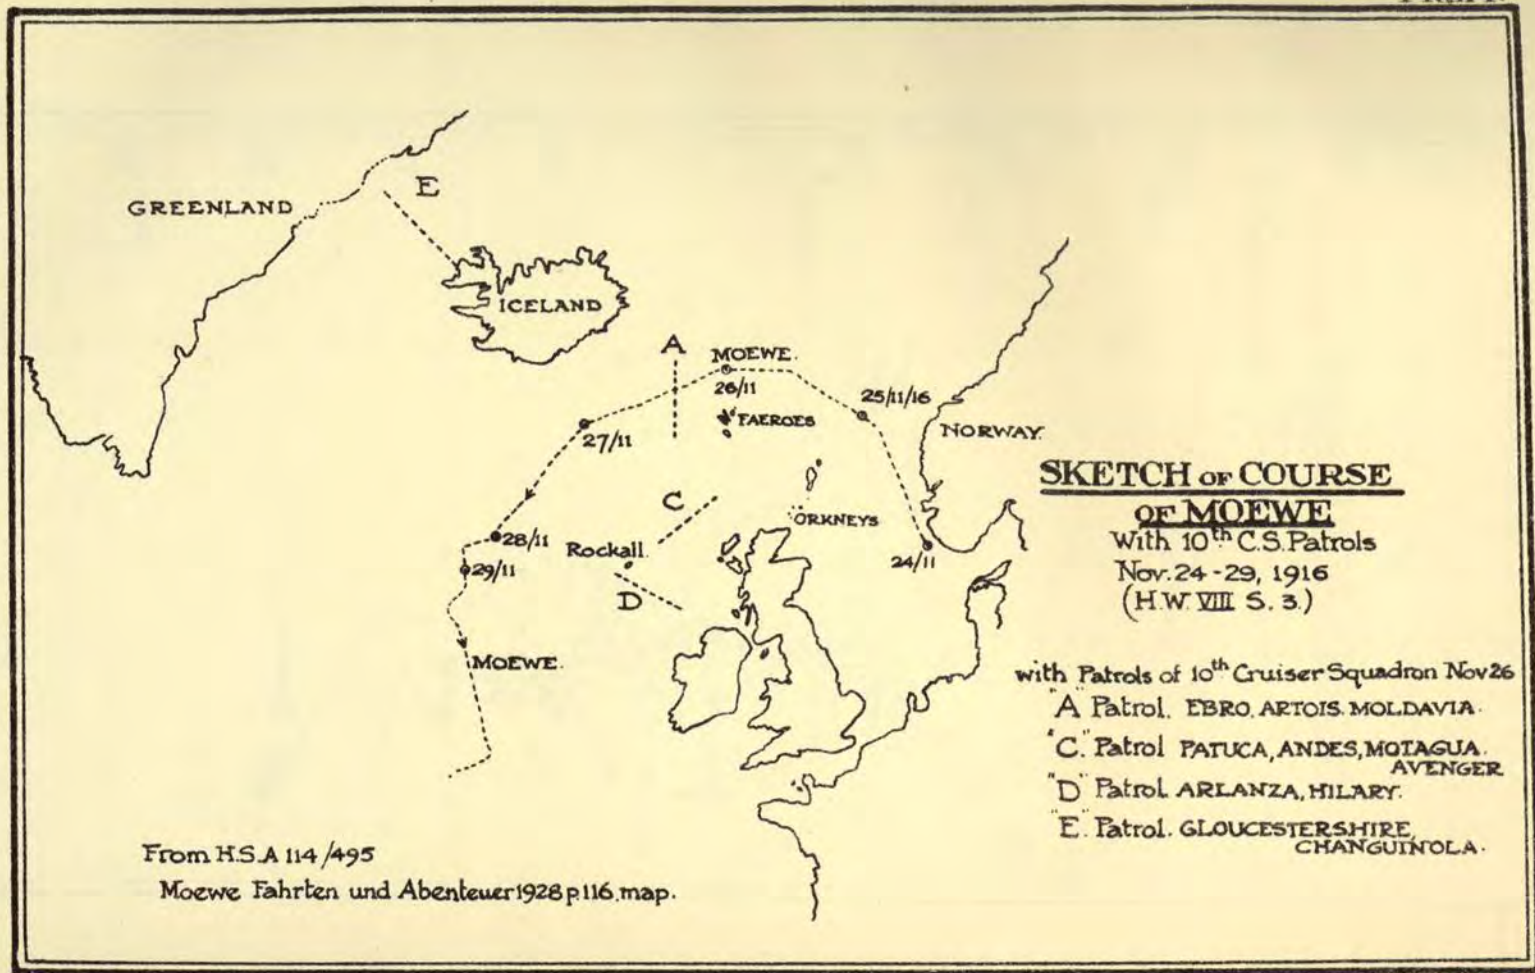 GREENLAND
E
ICELAND
A
MOEWE.
26/11
25/11/16
FAEROES
27/11
NORWAY.
C
ORKNEYS
28/11
Rockall.
24/11
29/11
D
MOEWE.
SKETCH OF COURSE
OF MOEWE
With 10th C.S. Patrols
Nov. 24-29, 1916
(H.W. VIII S. 3.)
with Patrols of 10th Cruiser Squadron Nov 26
"A" Patrol. EBRO. ARTOIS. MOLDAVIA.
"C." Patrol PATUCA, ANDES, MOTAGUA.
AVENGER
"D" Patrol ARLANZA, HILARY.
"E". Patrol. GLOUCESTERSHIRE,
CHANGUINOLA.
From H.S.A 114/495
Moewe Fahrten und Abenteuer 1928 p.116. map.